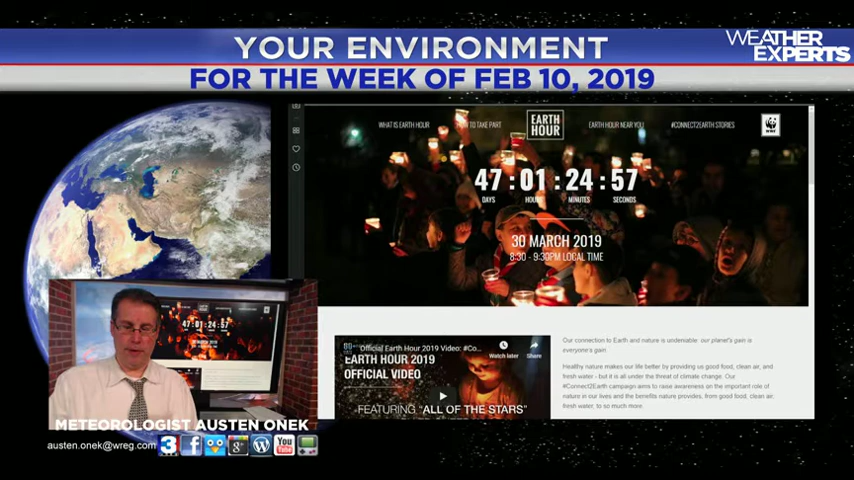 YOUR ENVIRONMENT
WEATHER
EXPERTS
FOR THE WEEK OF FEB 10, 2019
WHAT IS EARTH HOUR
TO TAKE PART
EARTH
HOUR
EARTH HOUR NEAR YOU
#CONNECT2EARTH STORIES
WWF
47:01:24:57
DAYS
MINUTES
SECONDS
30 MARCH 2019
8:30 - 9:30PM LOCAL TIME
Official Earth Hour 2019 Video: #Co...
Watch later
Share
EARTH HOUR 2019
OFFICIAL VIDEO
FEATURING "ALL OF THE STARS"
Our connection to Earth and nature is undeniable: our planet's gain is
everyone's gain.
Healthy nature makes our life better by providing us good food, clean air, and
fresh water - but it is all under the threat of climate change. Our
#Connect2Earth campaign aims to raise awareness on the important role of
nature in our lives and the benefits nature provides, from good food, clean air,
fresh water, to so much more.
47:01:24:57
METEOROLOGIST AUSTEN ONEK
austen.onek@wreg.com
3
f
g+
W
You
Tube